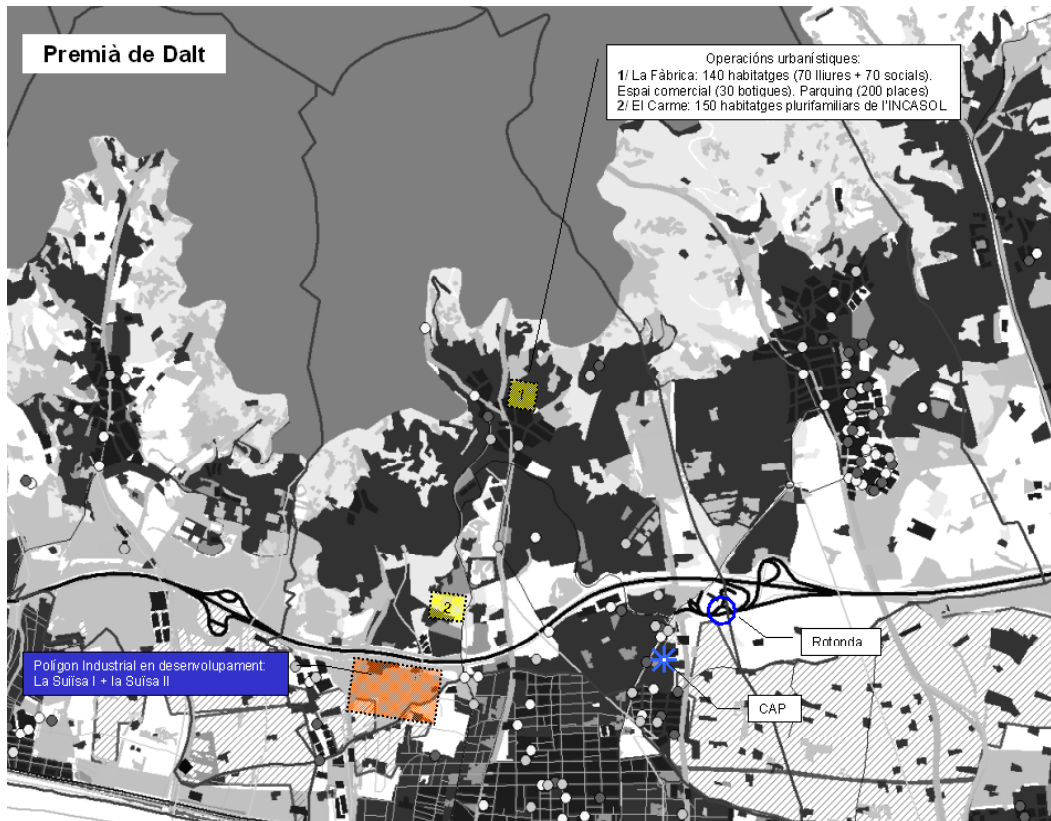 Premià de Dalt
Operacións urbanístiques:
1/ La Fàbrica: 140 habitatges (70 lliures + 70 socials).
Espai comercial (30 botigues). Parquing (200 places)
2/ El Carme: 150 habitatges plurifamiliars de l'INCASOL
1
2
Rotonda
Polígon Industrial en desenvolupament:
La Suïísa I + la Suïsa II
CAP